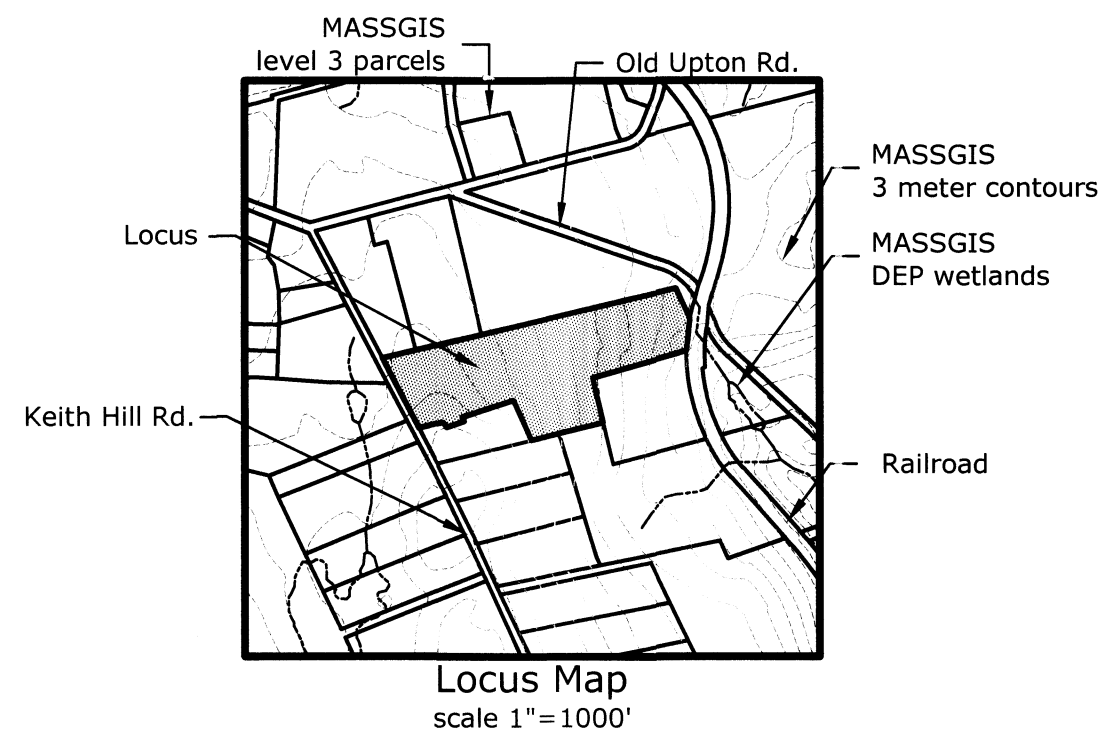 MASSGIS
level 3 parcels
Old Upton Rd.
MASSGIS
3 meter contours
Locus
MASSGIS
DEP wetlands
Keith Hill Rd.
Railroad
Locus Map
scale 1"=1000'